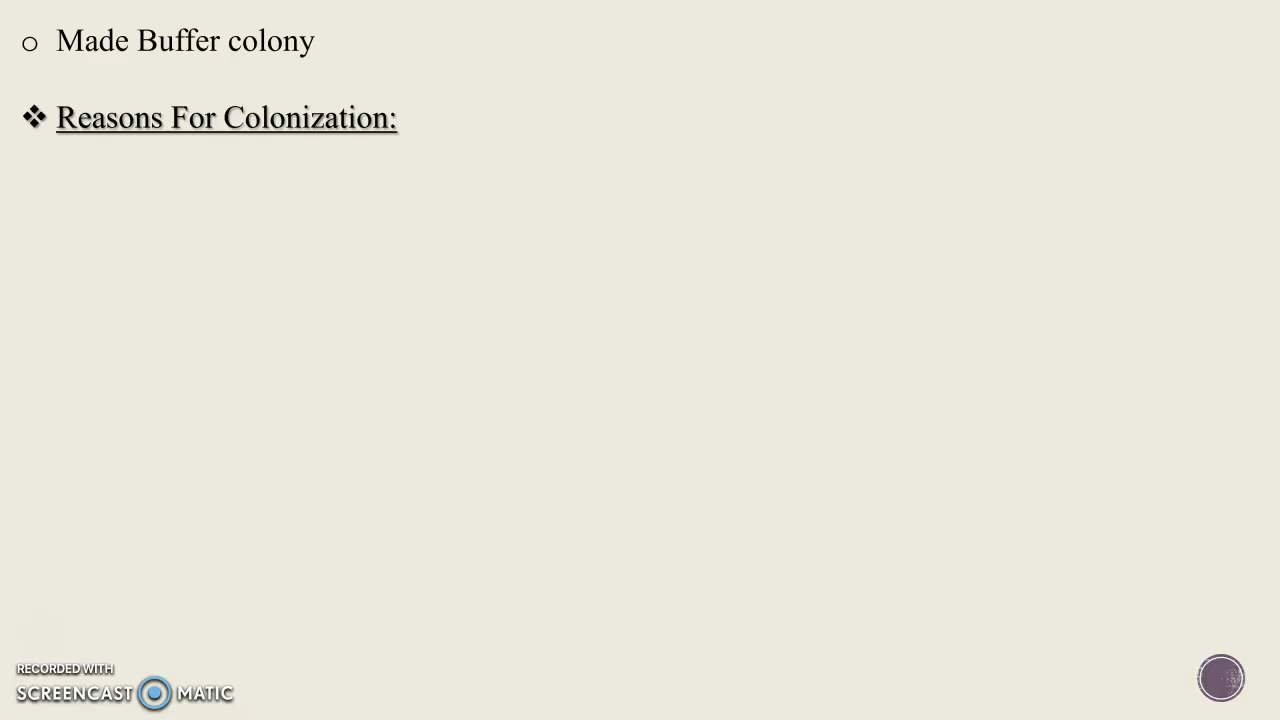 o Made Buffer colony
❖ Reasons For Colonization:
RECORDED WITH
SCREENCAST MATIC